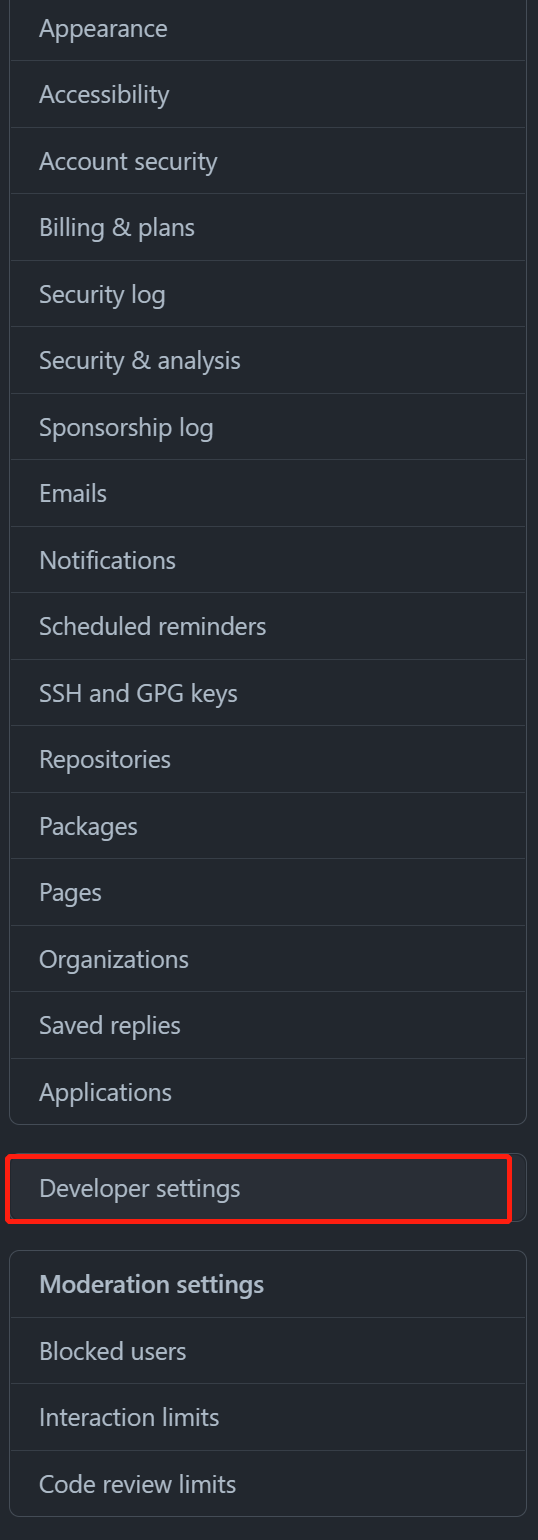 Appearance
Accessibility
Account security
Billing & plans
Security log
Security & analysis
Sponsorship log
Emails
Notifications
Scheduled reminders
SSH and GPG keys
Repositories
Packages
Pages
Organizations
Saved replies
Applications
Developer settings
Moderation settings
Blocked users
Interaction limits
Code review limits